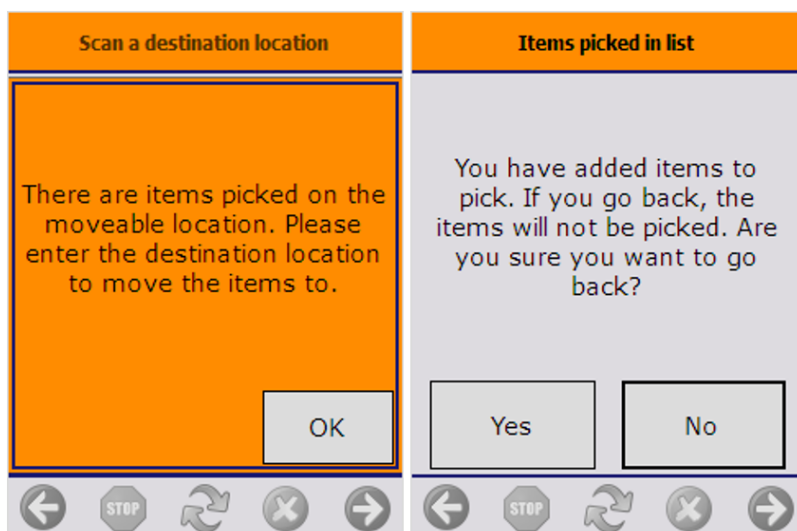 Scan a destination location
There are items picked on the
moveable location. Please
enter the destination location
to move the items to.
OK
STOP
Items picked in list
You have added items to
pick. If you go back, the
items will not be picked. Are
you sure you want to go
back?
Yes
No
STOP